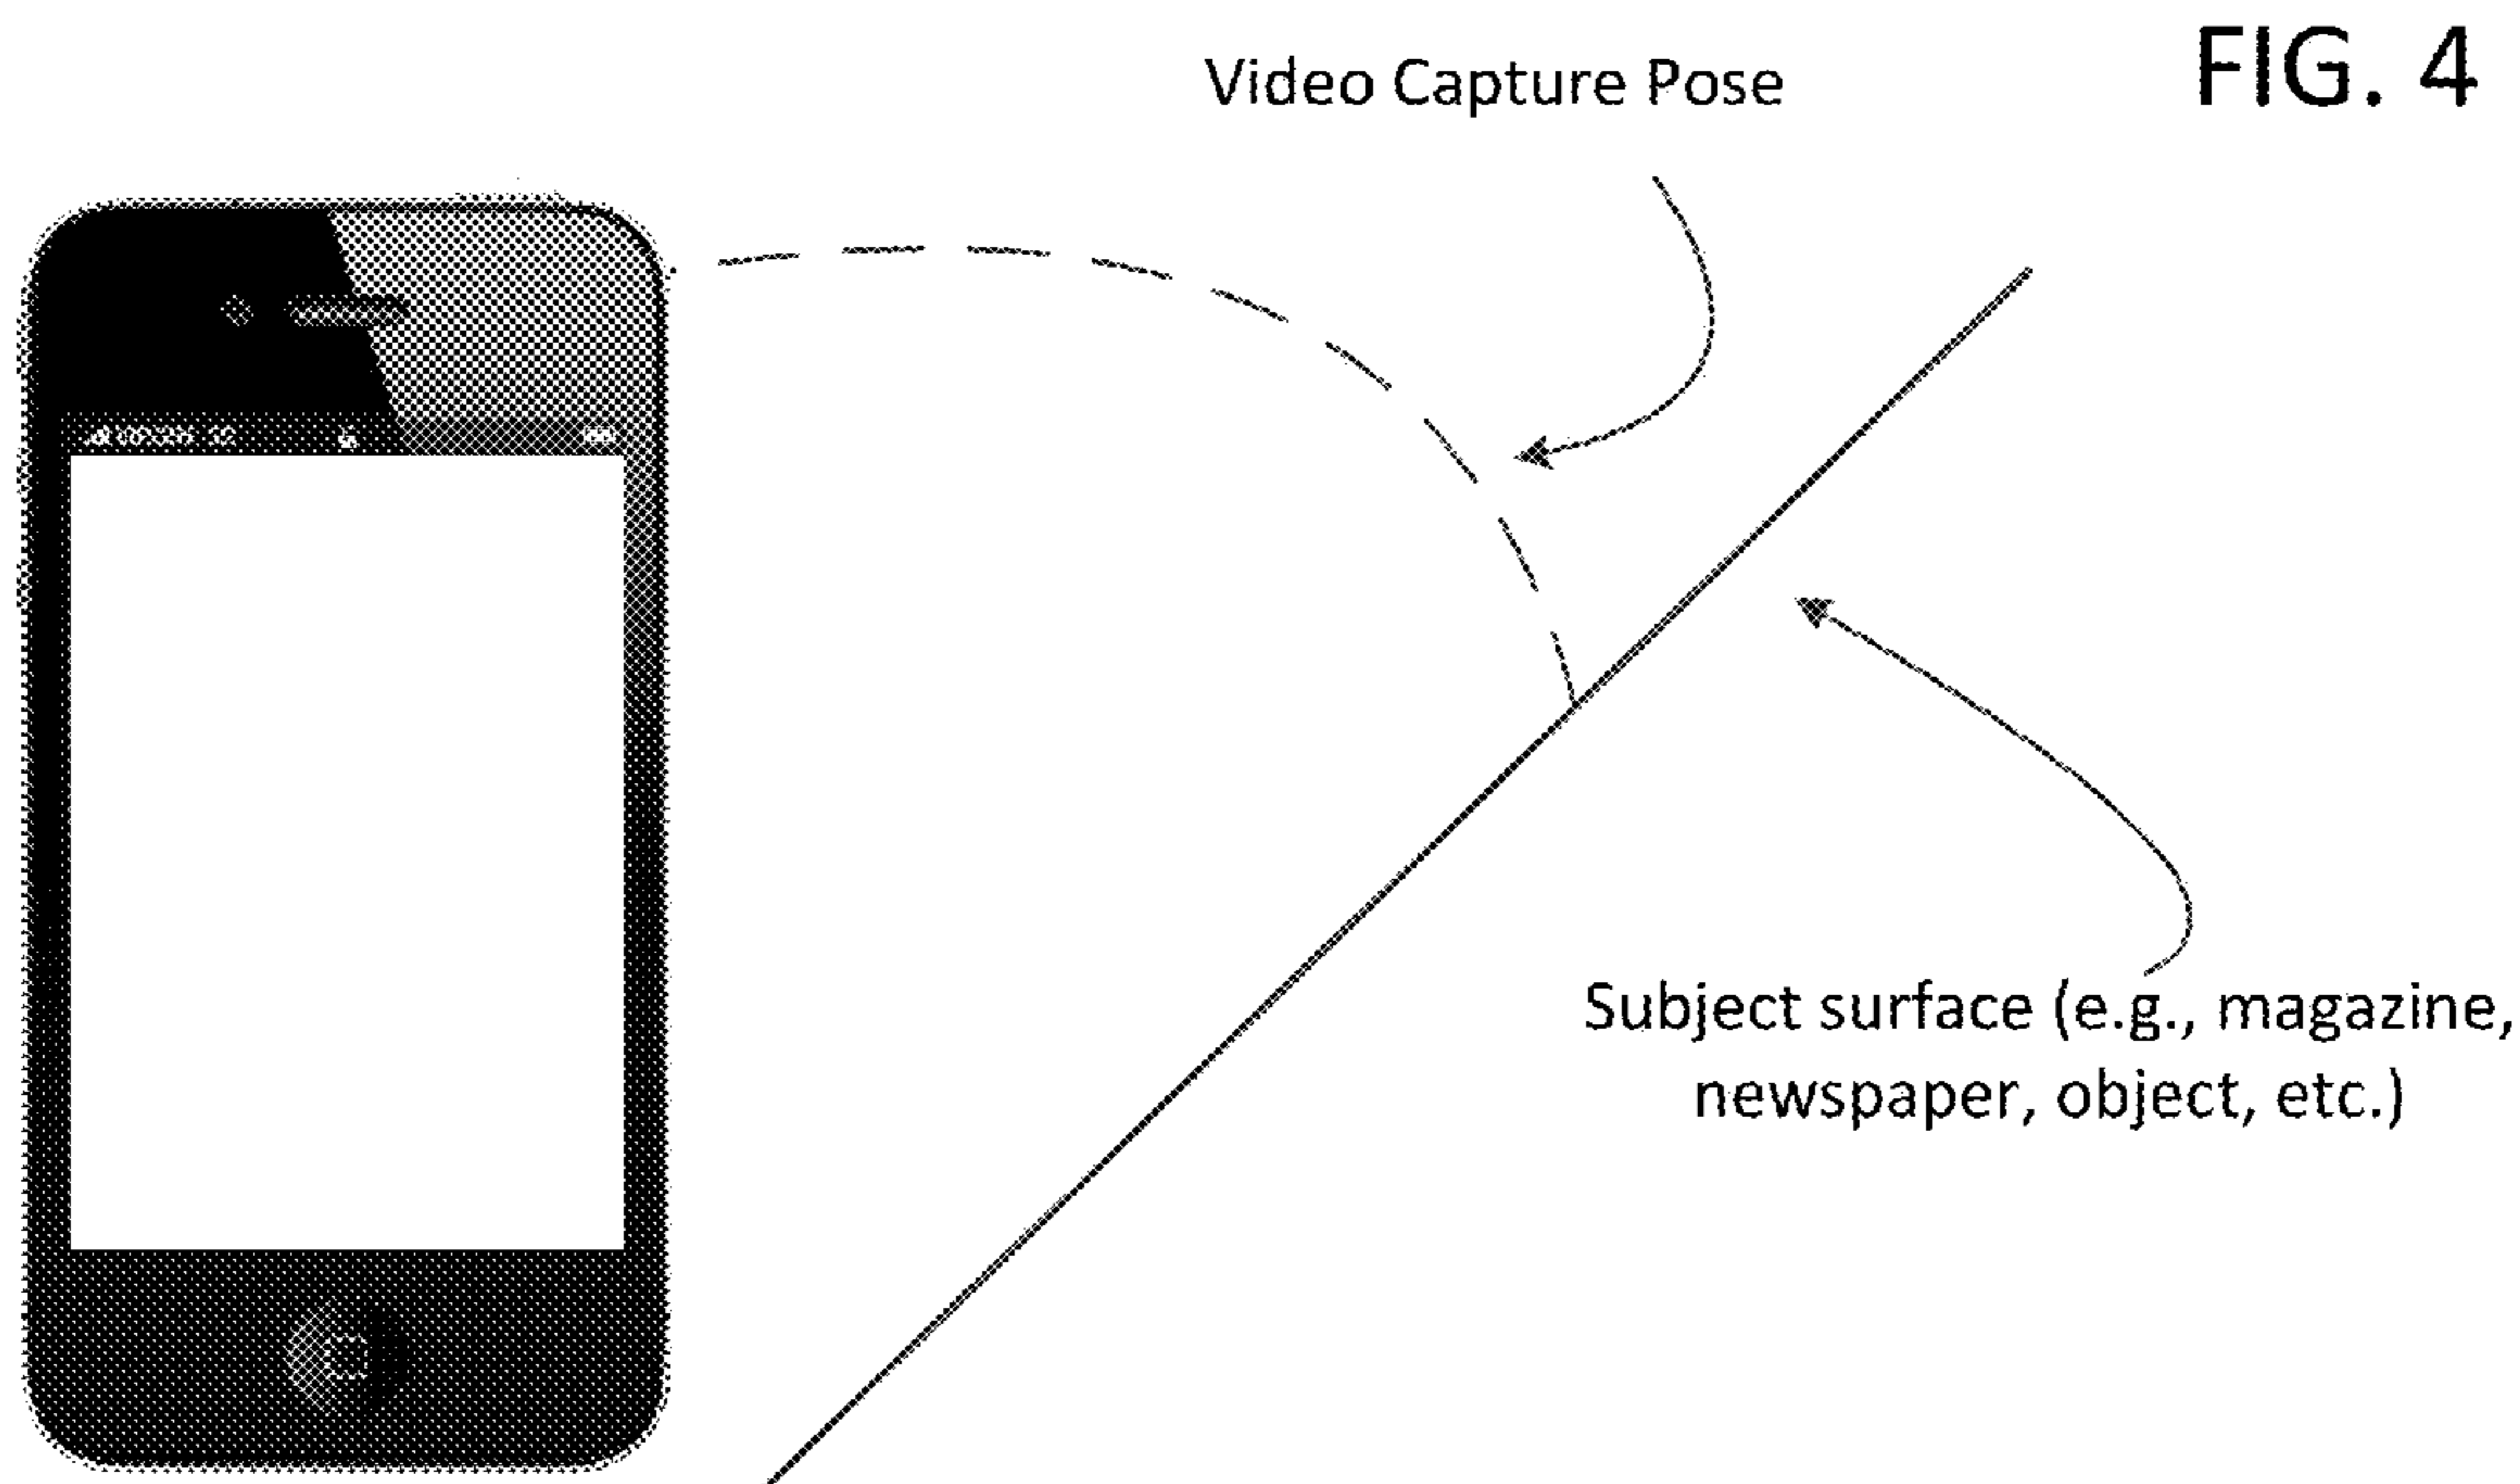 FIG. 4
Video Capture Pose
Subject surface (e.g., magazine,
newspaper, object, etc.)